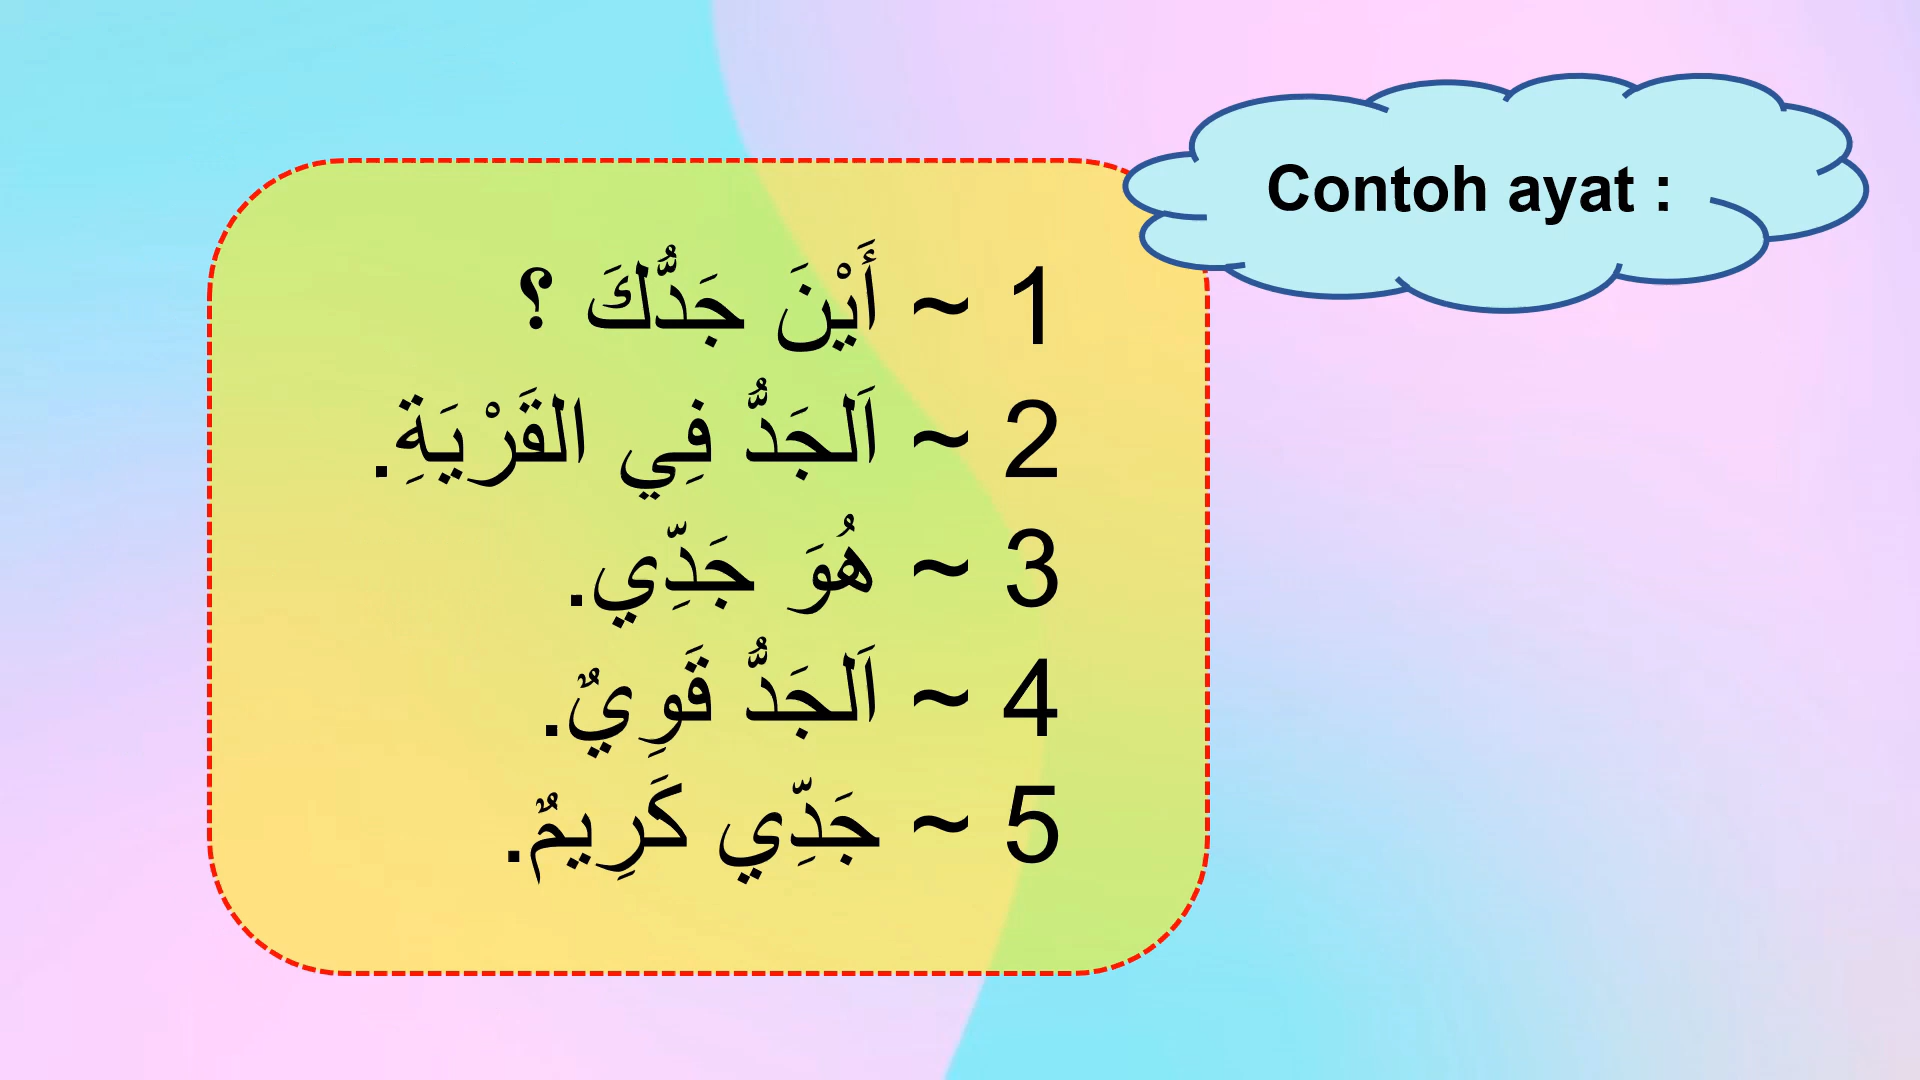 Contoh ayat :
1 ~ أَيْنَ جَدُّكَ ؟
2 ~ اَلجَدُّ فِي القَرْيَةِ.
3 ~ هُوَ جَدِّي.
4 ~ اَلجَدُّ قَوِيٌ.
5 ~ جَدِّي كَرِيمٌ.